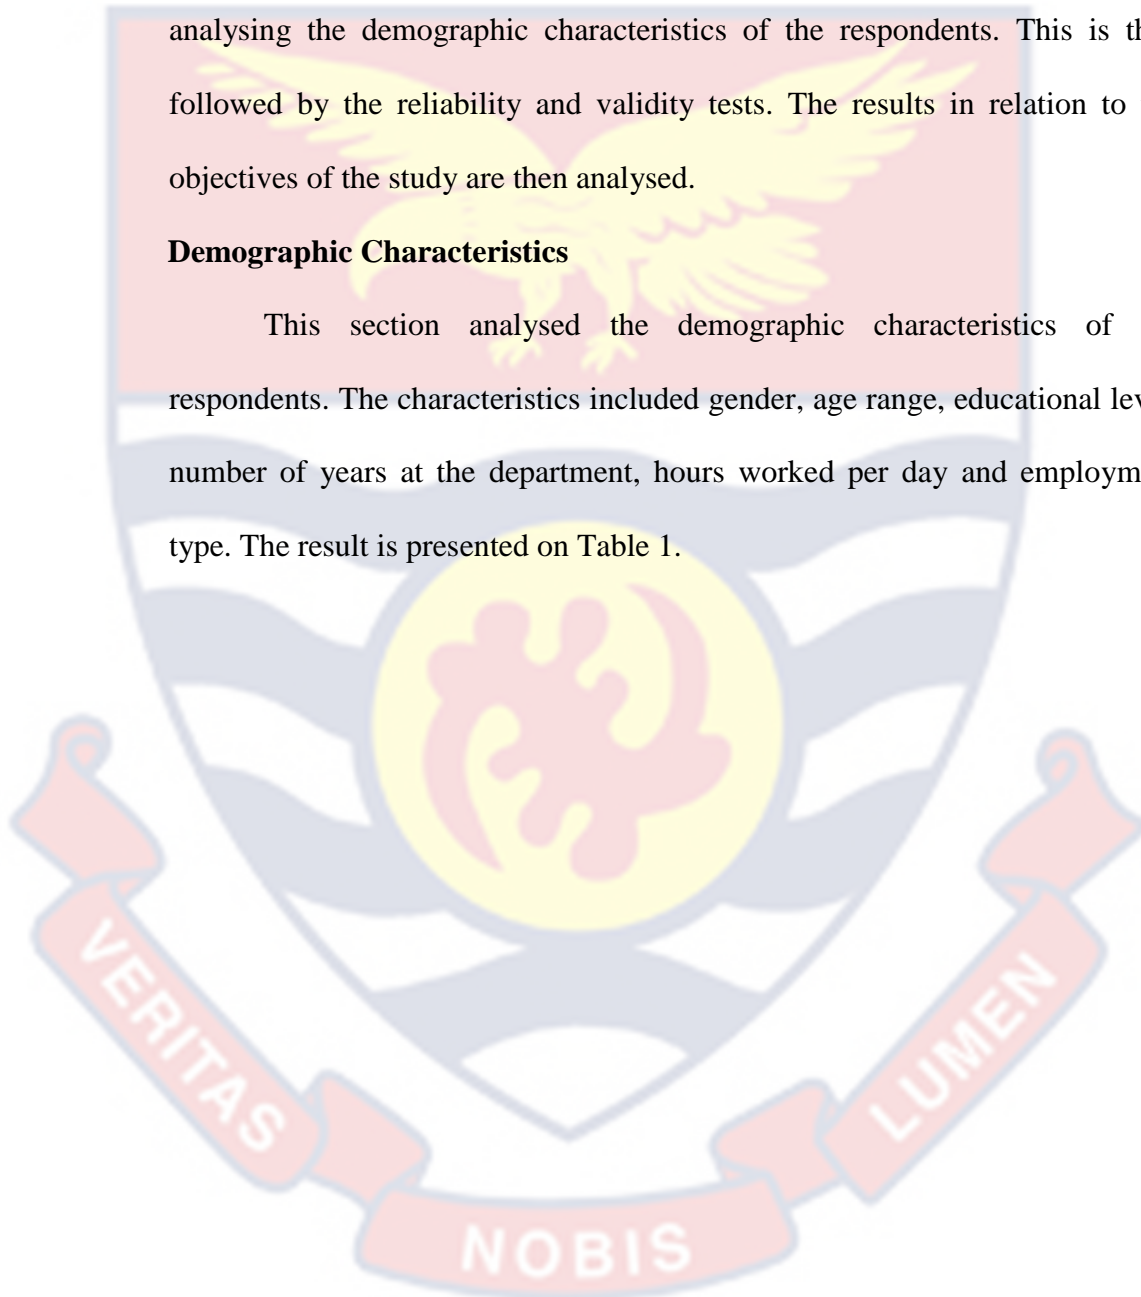 analysing the demographic characteristics of the respondents. This is th
followed by the reliability and validity tests. The results in relation to
objectives of the study are then analysed.
Demographic Characteristics
This section analysed the demographic characteristics of
respondents. The characteristics included gender, age range, educational lev
number of years at the department, hours worked per day and employm
type. The result is presented on Table 1.
VERITAS
NOBIS
LUMEN